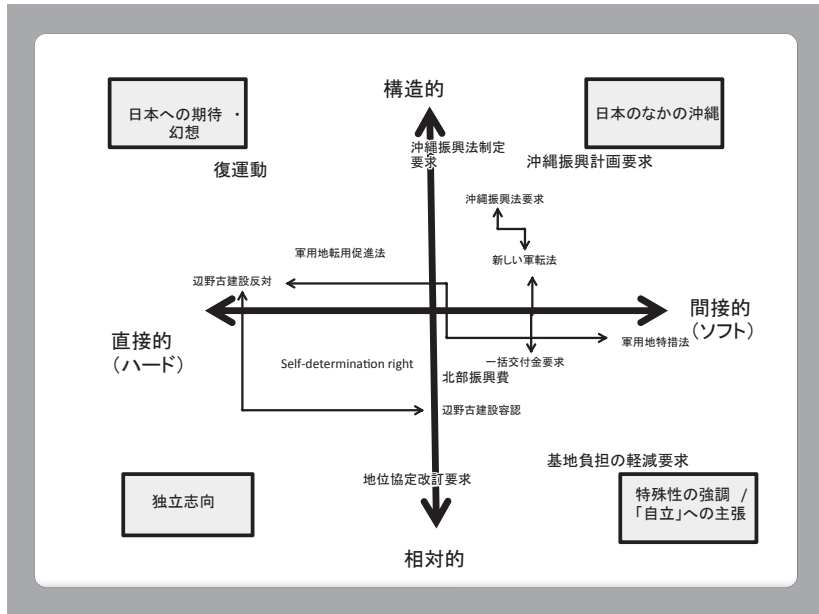 構造的
日本への期待 ・
幻想
日本のなかの沖縄
復運動
沖縄振興法制定
要求
沖縄振興計画要求
沖縄振興法要求
軍用地転用促進法
新しい軍転法
辺野古建設反対
直接的
(ハード)
間接的
(ソフト)
軍用地特措法
Self-determination right
一括交付金要求
北部振興費
辺野古建設容認
地位協定改訂要求
基地負担の軽減要求
独立志向
特殊性の強調 /
「自立」への主張
相対的